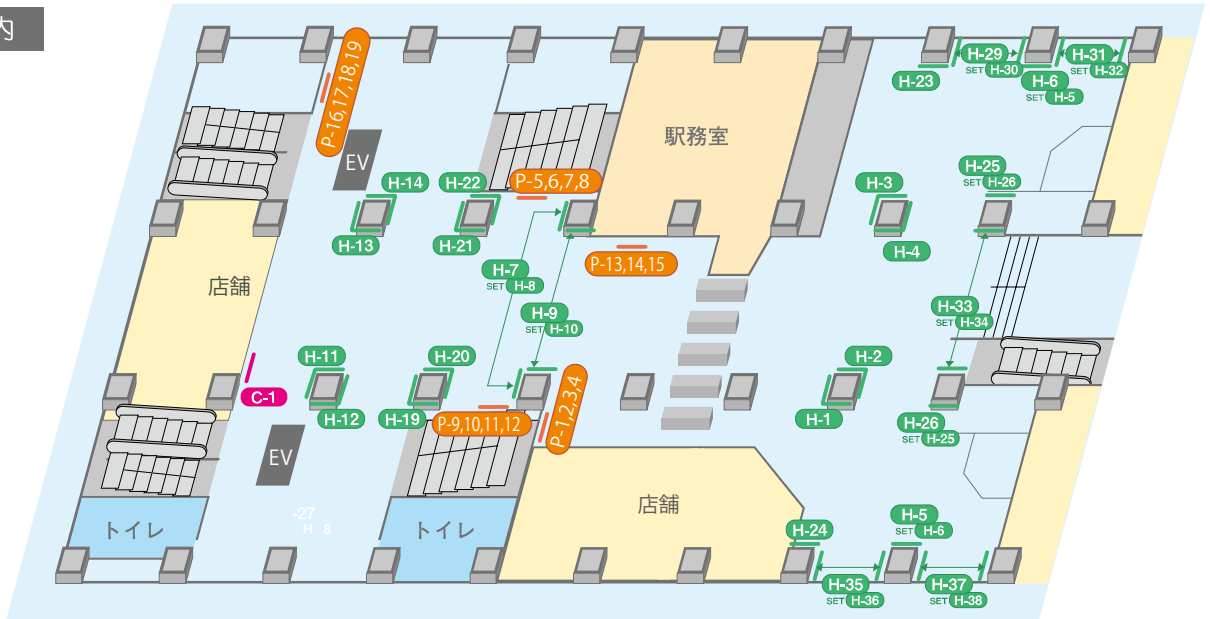 内
P-16,17,18,19
H-29
SET H-30
H-31
SET H-32
H-23
H-6
SET H-5
駅務室
EV
H-14
H-22
P-5,6,7,8
H-3
H-25
SET H-26
H-13
H-21
H-4
P-13,14,15
H-7
SET H-8
店舗
H-9
SET H-10
H-33
SET H-34
H-11
H-20
H-2
C-1
H-12
H-19
P-9,10,11,12
P-1,2,3,4
H-1
H-26
SET H-25
EV
店舗
トイレ
-27
H 8
トイレ
H-24
H-5
SET H-6
H-35
SET H-36
H-37
SET H-38